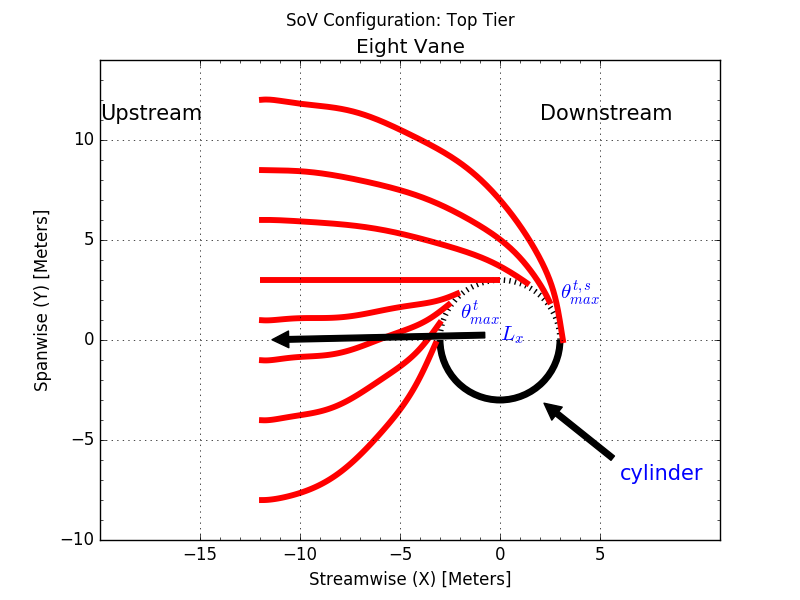 SoV Configuration: Top Tier
Eight Vane
Upstream
Downstream
10
5
0
−5
−10
Spanwise (Y) [Meters]
θ^{t,s}_{max}
θ^{t}_{max}
L_x
cylinder
−15 −10 −5 0 5
Streamwise (X) [Meters]